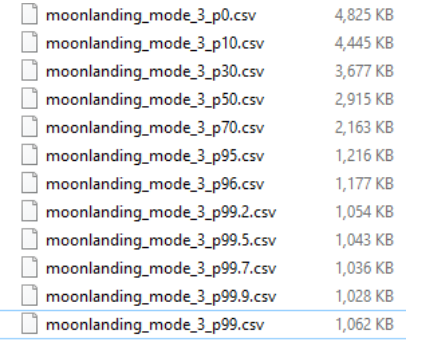 moonlanding_mode_3_p0.csv 4,825 KB
moonlanding_mode_3_p10.csv 4,445 KB
moonlanding_mode_3_p30.csv 3,677 KB
moonlanding_mode_3_p50.csv 2,915 KB
moonlanding_mode_3_p70.csv 2,163 KB
moonlanding_mode_3_p95.csv 1,216 KB
moonlanding_mode_3_p96.csv 1,177 KB
moonlanding_mode_3_p99.2.csv 1,054 KB
moonlanding_mode_3_p99.5.csv 1,043 KB
moonlanding_mode_3_p99.7.csv 1,036 KB
moonlanding_mode_3_p99.9.csv 1,028 KB
moonlanding_mode_3_p99.csv 1,062 KB